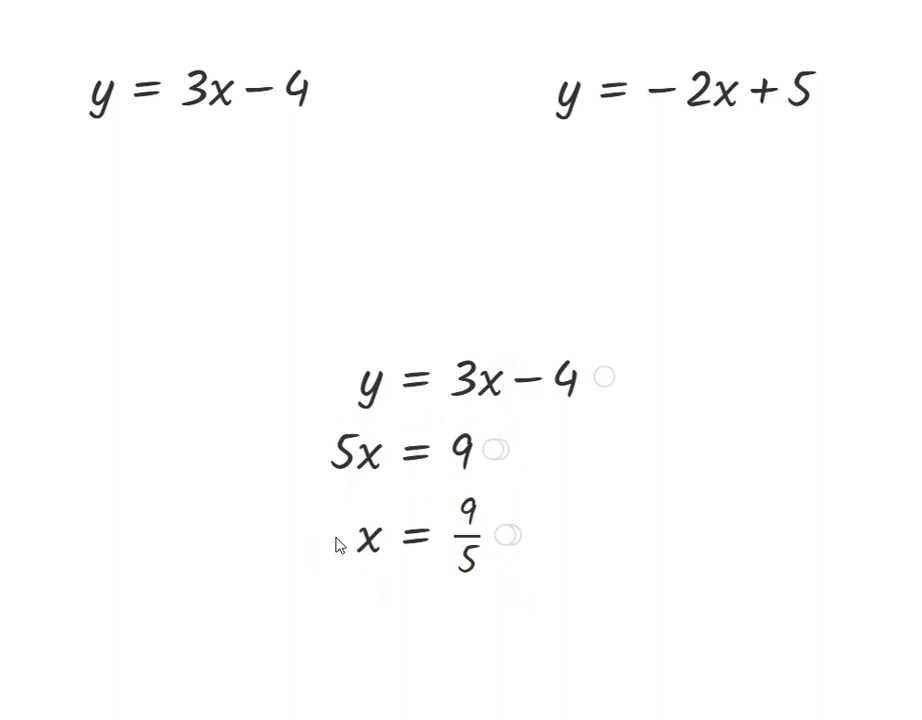 y = 3x − 4
y = −2x + 5
y = 3x − 4
5x = 9
x = 9/5